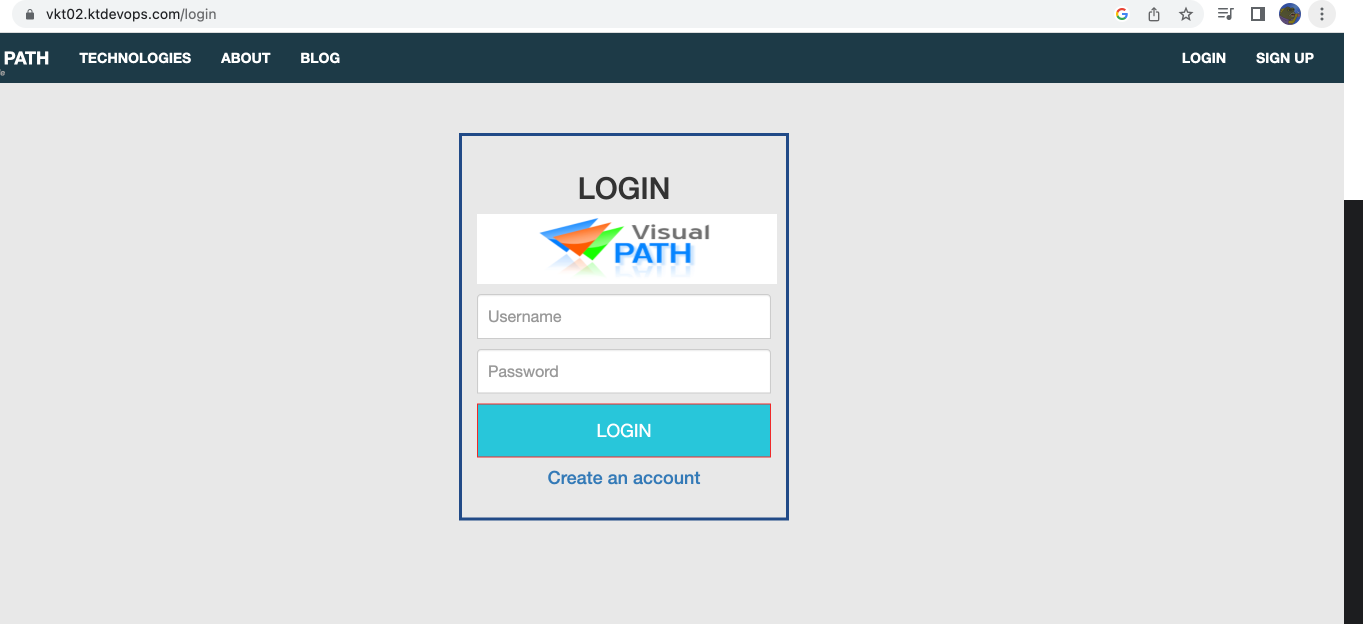 vkt02.ktdevops.com/login
PATH TECHNOLOGIES ABOUT BLOG LOGIN SIGN UP
LOGIN
Visual
PATH
Username
Password
LOGIN
Create an account